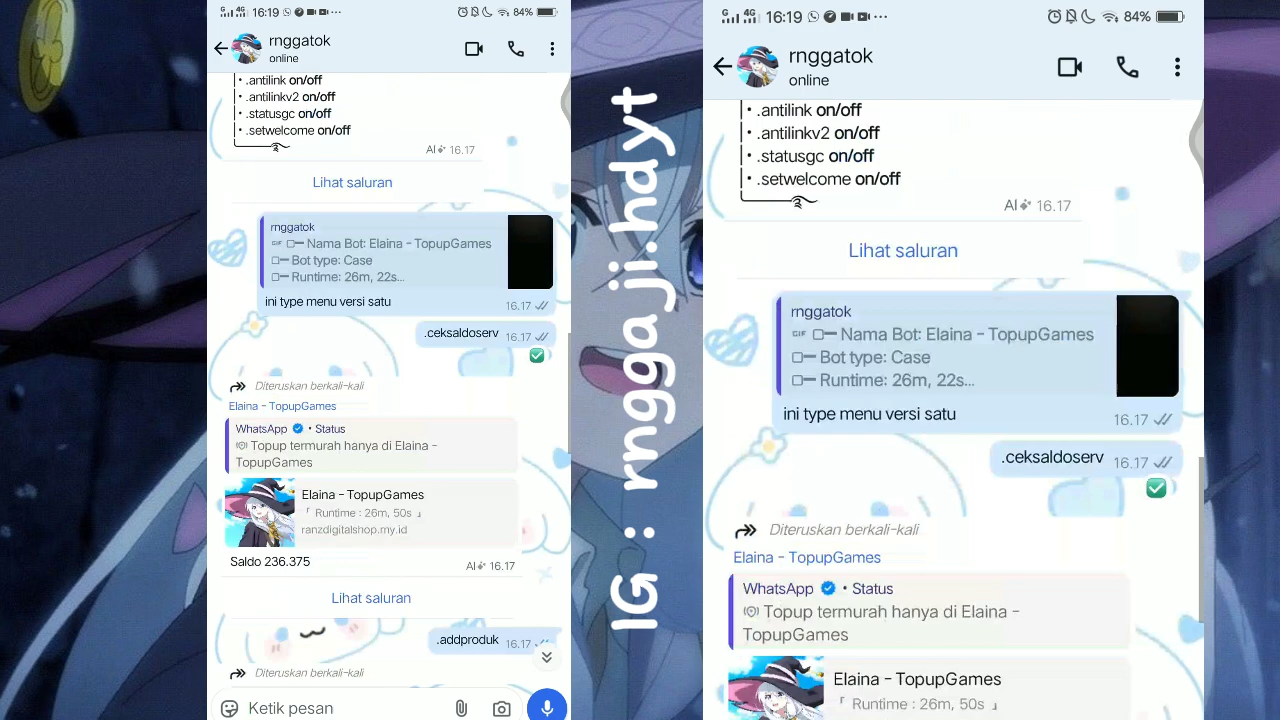 16:19
84%
rnggatok
online
• .antilink on/off
• .antilinkv2 on/off
• .statusgc on/off
• .setwelcome on/off
AI 16.17
Lihat saluran
rnggatok
GIF Nama Bot: Elaina - TopupGames
Bot type: Case
Runtime: 26m, 22s...
ini type menu versi satu
16.17
.ceksaldoserv 16.17
Diteruskan berkali-kali
Elaina - TopupGames
WhatsApp • Status
Topup termurah hanya di Elaina -
TopupGames
Elaina - TopupGames
「 Runtime : 26m, 50s 」
ranzdigitalshop.my.id
Saldo 236.375
AI 16.17
Lihat saluran
.addproduk 16.17
Diteruskan berkali-kali
Ketik pesan
IG : rnggaji.hdyt
G 4G 16:19
84%
rnggatok
online
• .antilink on/off
• .antilinkv2 on/off
• .statusgc on/off
• .setwelcome on/off
AI 16.17
Lihat saluran
rnggatok
GIF Nama Bot: Elaina - TopupGames
Bot type: Case
Runtime: 26m, 22s...
ini type menu versi satu
16.17
.ceksaldoserv 16.17
Diteruskan berkali-kali
Elaina - TopupGames
WhatsApp • Status
Topup termurah hanya di Elaina -
TopupGames
Elaina - TopupGames
「 Runtime : 26m, 50s 」